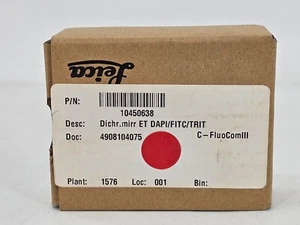 Leica
P/N:
10450638
Desc: Dichr.mirr ET DAPI/FITC/TRIT
Doc: 4908104075 C-FluoComIII
Plant: 1576 Loc: 001 Bin: